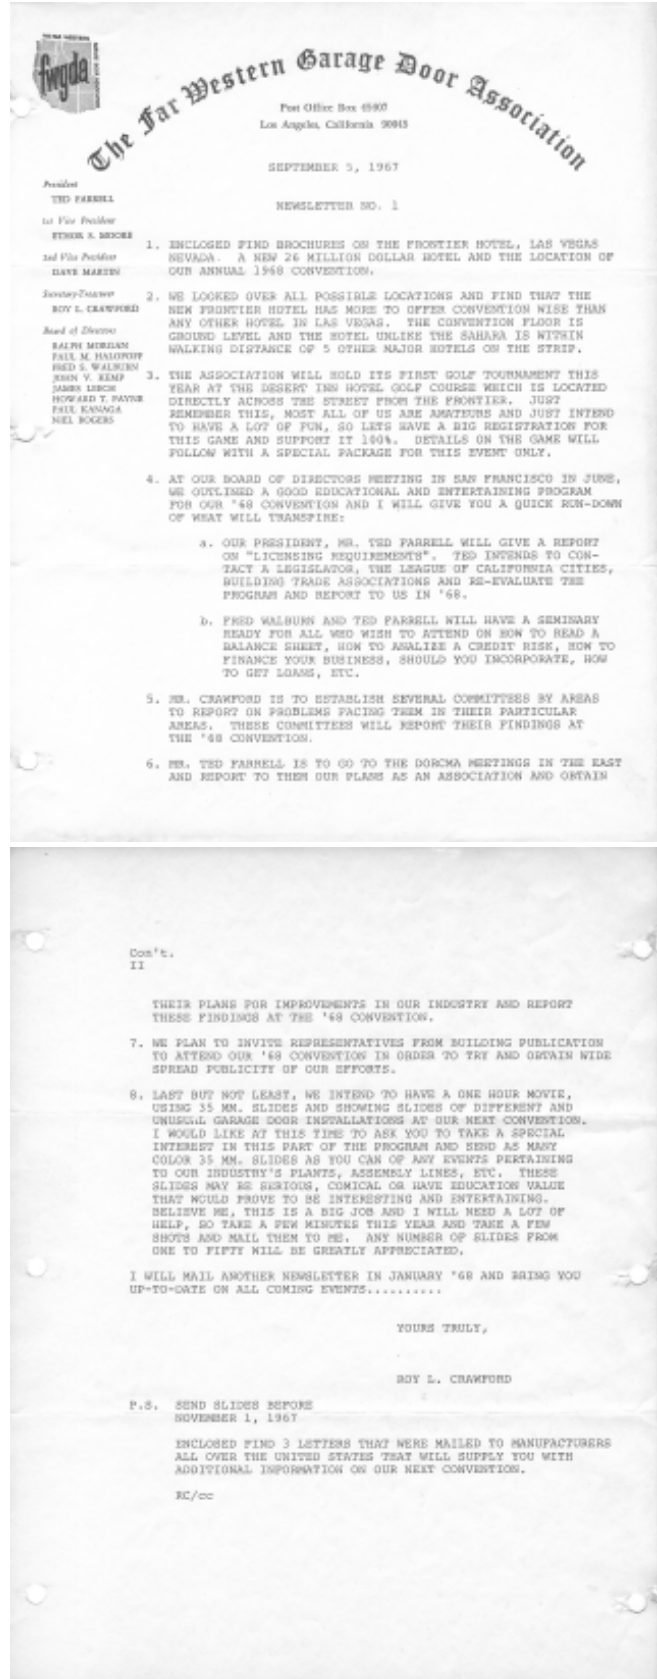 fwgda
The Far Western Garage Door Association
Post Office Box 45407
Los Angeles, California 90045
SEPTEMBER 5, 1967
NEWSLETTER NO. 1
President
TED FARRELL
1st Vice President
ETHOR S. MOORE
2nd Vice President
DAVE MARTIN
Secretary-Treasurer
ROY L. CRAWFORD
Board of Directors
RALPH MORGAN
PAUL M. HALOPOFF
FRED S. WALBURN
JOHN V. KEMP
JAMES LERCH
HOWARD T. PAYNE
PAUL KANAGA
NIEL ROGERS
1. ENCLOSED FIND BROCHURES ON THE FRONTIER HOTEL, LAS VEGAS
NEVADA. A NEW 26 MILLION DOLLAR HOTEL AND THE LOCATION OF
OUR ANNUAL 1968 CONVENTION.
2. WE LOOKED OVER ALL POSSIBLE LOCATIONS AND FIND THAT THE
NEW FRONTIER HOTEL HAS MORE TO OFFER CONVENTION WISE THAN
ANY OTHER HOTEL IN LAS VEGAS. THE CONVENTION FLOOR IS
GROUND LEVEL AND THE HOTEL UNLIKE THE SAHARA IS WITHIN
WALKING DISTANCE OF 5 OTHER MAJOR HOTELS ON THE STRIP.
3. THE ASSOCIATION WILL HOLD ITS FIRST GOLF TOURNAMENT THIS
YEAR AT THE DESERT INN HOTEL GOLF COURSE WHICH IS LOCATED
DIRECTLY ACROSS THE STREET FROM THE FRONTIER. JUST
REMEMBER THIS, MOST ALL OF US ARE AMATEURS AND JUST INTEND
TO HAVE A LOT OF FUN, SO LETS HAVE A BIG REGISTRATION FOR
THIS GAME AND SUPPORT IT 100%. DETAILS ON THE GAME WILL
FOLLOW WITH A SPECIAL PACKAGE FOR THIS EVENT ONLY.
4. AT OUR BOARD OF DIRECTORS MEETING IN SAN FRANCISCO IN JUNE,
WE OUTLINED A GOOD EDUCATIONAL AND ENTERTAINING PROGRAM
FOR OUR '68 CONVENTION AND I WILL GIVE YOU A QUICK RUN-DOWN
OF WHAT WILL TRANSPIRE:
a. OUR PRESIDENT, MR. TED FARRELL WILL GIVE A REPORT
ON "LICENSING REQUIREMENTS". TED INTENDS TO CON-
TACT A LEGISLATOR, THE LEAGUE OF CALIFORNIA CITIES,
BUILDING TRADE ASSOCIATIONS AND RE-EVALUATE THE
PROGRAM AND REPORT TO US IN '68.
b. FRED WALBURN AND TED FARRELL WILL HAVE A SEMINARY
READY FOR ALL WHO WISH TO ATTEND ON HOW TO READ A
BALANCE SHEET, HOW TO ANALIZE A CREDIT RISK, HOW TO
FINANCE YOUR BUSINESS, SHOULD YOU INCORPORATE, HOW
TO GET LOANS, ETC.
5. MR. CRAWFORD IS TO ESTABLISH SEVERAL COMMITTEES BY AREAS
TO REPORT ON PROBLEMS FACING THEM IN THEIR PARTICULAR
AREAS. THESE COMMITTEES WILL REPORT THEIR FINDINGS AT
THE '68 CONVENTION.
6. MR. TED FARRELL IS TO GO TO THE DORCMA MEETINGS IN THE EAST
AND REPORT TO THEM OUR PLANS AS AN ASSOCIATION AND OBTAIN
Con't.
II
THEIR PLANS FOR IMPROVEMENTS IN OUR INDUSTRY AND REPORT
THESE FINDINGS AT THE '68 CONVENTION.
7. WE PLAN TO INVITE REPRESENTATIVES FROM BUILDING PUBLICATION
TO ATTEND OUR '68 CONVENTION IN ORDER TO TRY AND OBTAIN WIDE
SPREAD PUBLICITY OF OUR EFFORTS.
8. LAST BUT NOT LEAST, WE INTEND TO HAVE A ONE HOUR MOVIE,
USING 35 MM. SLIDES AND SHOWING SLIDES OF DIFFERENT AND
UNUSUAL GARAGE DOOR INSTALLATIONS AT OUR NEXT CONVENTION.
I WOULD LIKE AT THIS TIME TO ASK YOU TO TAKE A SPECIAL
INTEREST IN THIS PART OF THE PROGRAM AND SEND AS MANY
COLOR 35 MM. SLIDES AS YOU CAN OF ANY EVENTS PERTAINING
TO OUR INDUSTRY'S PLANTS, ASSEMBLY LINES, ETC. THESE
SLIDES MAY BE SERIOUS, COMICAL OR HAVE EDUCATION VALUE
THAT WOULD PROVE TO BE INTERESTING AND ENTERTAINING.
BELIEVE ME, THIS IS A BIG JOB AND I WILL NEED A LOT OF
HELP, SO TAKE A FEW MINUTES THIS YEAR AND TAKE A FEW
SHOTS AND MAIL THEM TO ME. ANY NUMBER OF SLIDES FROM
ONE TO FIFTY WILL BE GREATLY APPRECIATED.
I WILL MAIL ANOTHER NEWSLETTER IN JANUARY '68 AND BRING YOU
UP-TO-DATE ON ALL COMING EVENTS..........
YOURS TRULY,
ROY L. CRAWFORD
P.S. SEND SLIDES BEFORE
NOVEMBER 1, 1967
ENCLOSED FIND 3 LETTERS THAT WERE MAILED TO MANUFACTURERS
ALL OVER THE UNITED STATES THAT WILL SUPPLY YOU WITH
ADDITIONAL INFORMATION ON OUR NEXT CONVENTION.
RC/cc